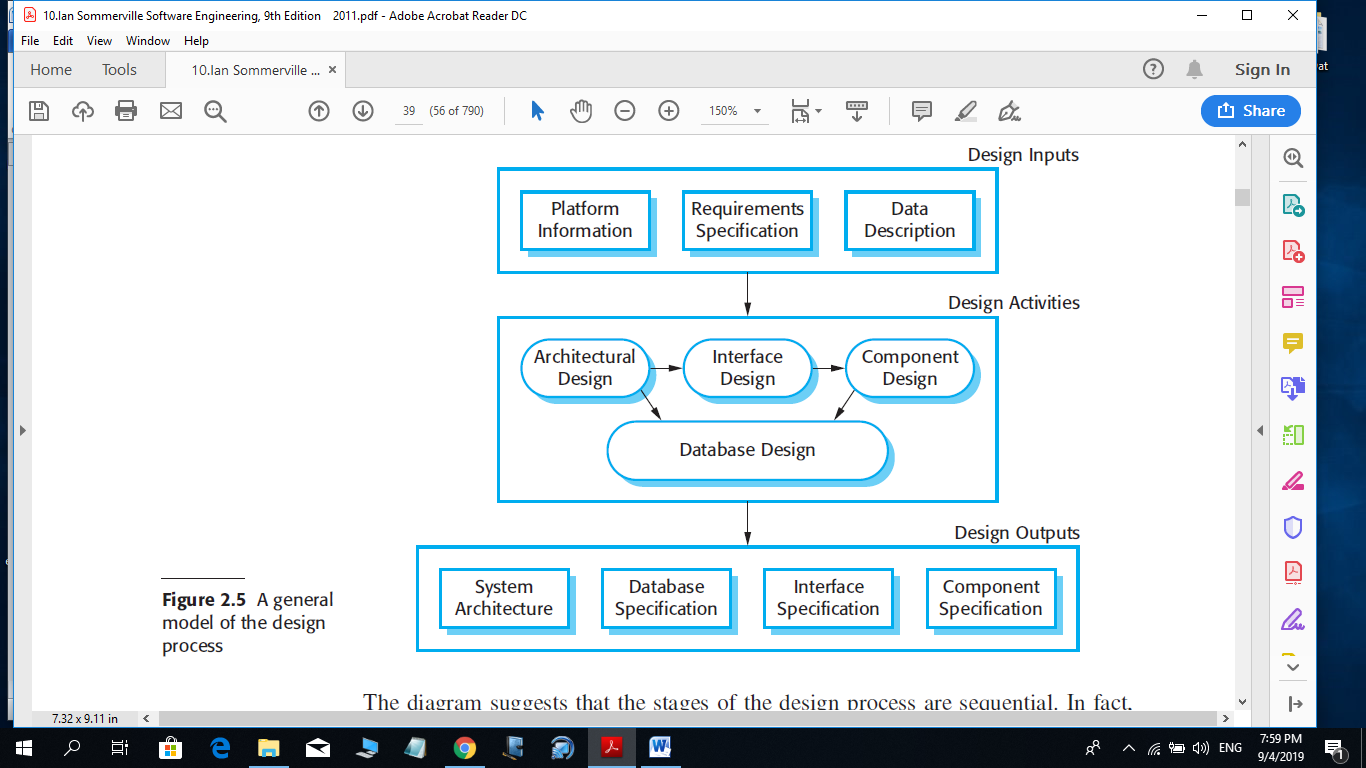 10.Ian Sommerville Software Engineering, 9th Edition 2011.pdf - Adobe Acrobat Reader DC
File Edit View Window Help
Home Tools 10.Ian Sommerville ... × Sign In
39 (56 of 790) 150% Share
at
Design Inputs
Platform Information
Requirements Specification
Data Description
Design Activities
Architectural Design
Interface Design
Component Design
Database Design
Design Outputs
System Architecture
Database Specification
Interface Specification
Component Specification
Figure 2.5 A general
model of the design
process
The diagram suggests that the stages of the design process are sequential. In fact,
7.32 x 9.11 in
ENG
7:59 PM
9/4/2019
1